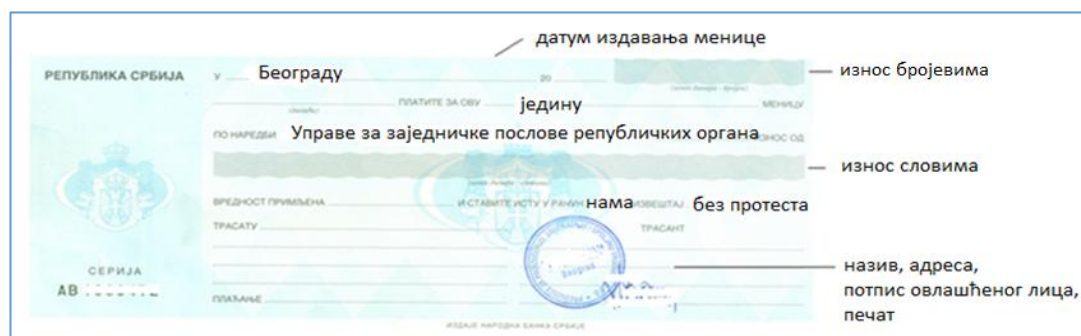 датум издавања менице
РЕПУБЛИКА СРБИЈА У Београду 20 износ бројевима
ПЛАТИТЕ ЗА ОВУ једину МЕНИЦУ
ПО НАРЕДБИ Управе за заједничке послове републичких органа ИЗНОС ОД
износ словима
ВРЕДНОСТ ПРИМЉЕНА И СТАВИТЕ ИСТУ У РАЧУН нама ИЗВЕШТАЈ без протеста
ТРАСАТУ ТРАСАНТ
Београд
СЕРИЈА
АВ
назив, адреса,
потпис овлашћеног лица,
печат
ПЛАЋАЊЕ
ИЗДАЈЕ НАРОДНА БАНКА СРБИЈЕ